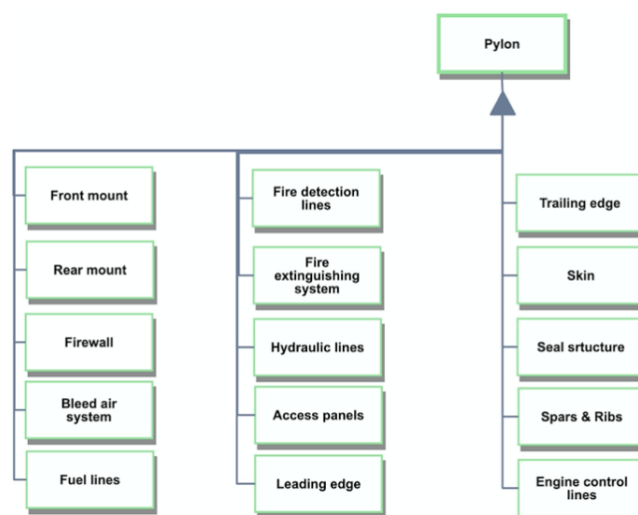 Pylon
Front mount
Rear mount
Firewall
Bleed air
system
Fuel lines
Fire detection
lines
Fire
extinguishing
system
Hydraulic lines
Access panels
Leading edge
Trailing edge
Skin
Seal srtucture
Spars & Ribs
Engine control
lines